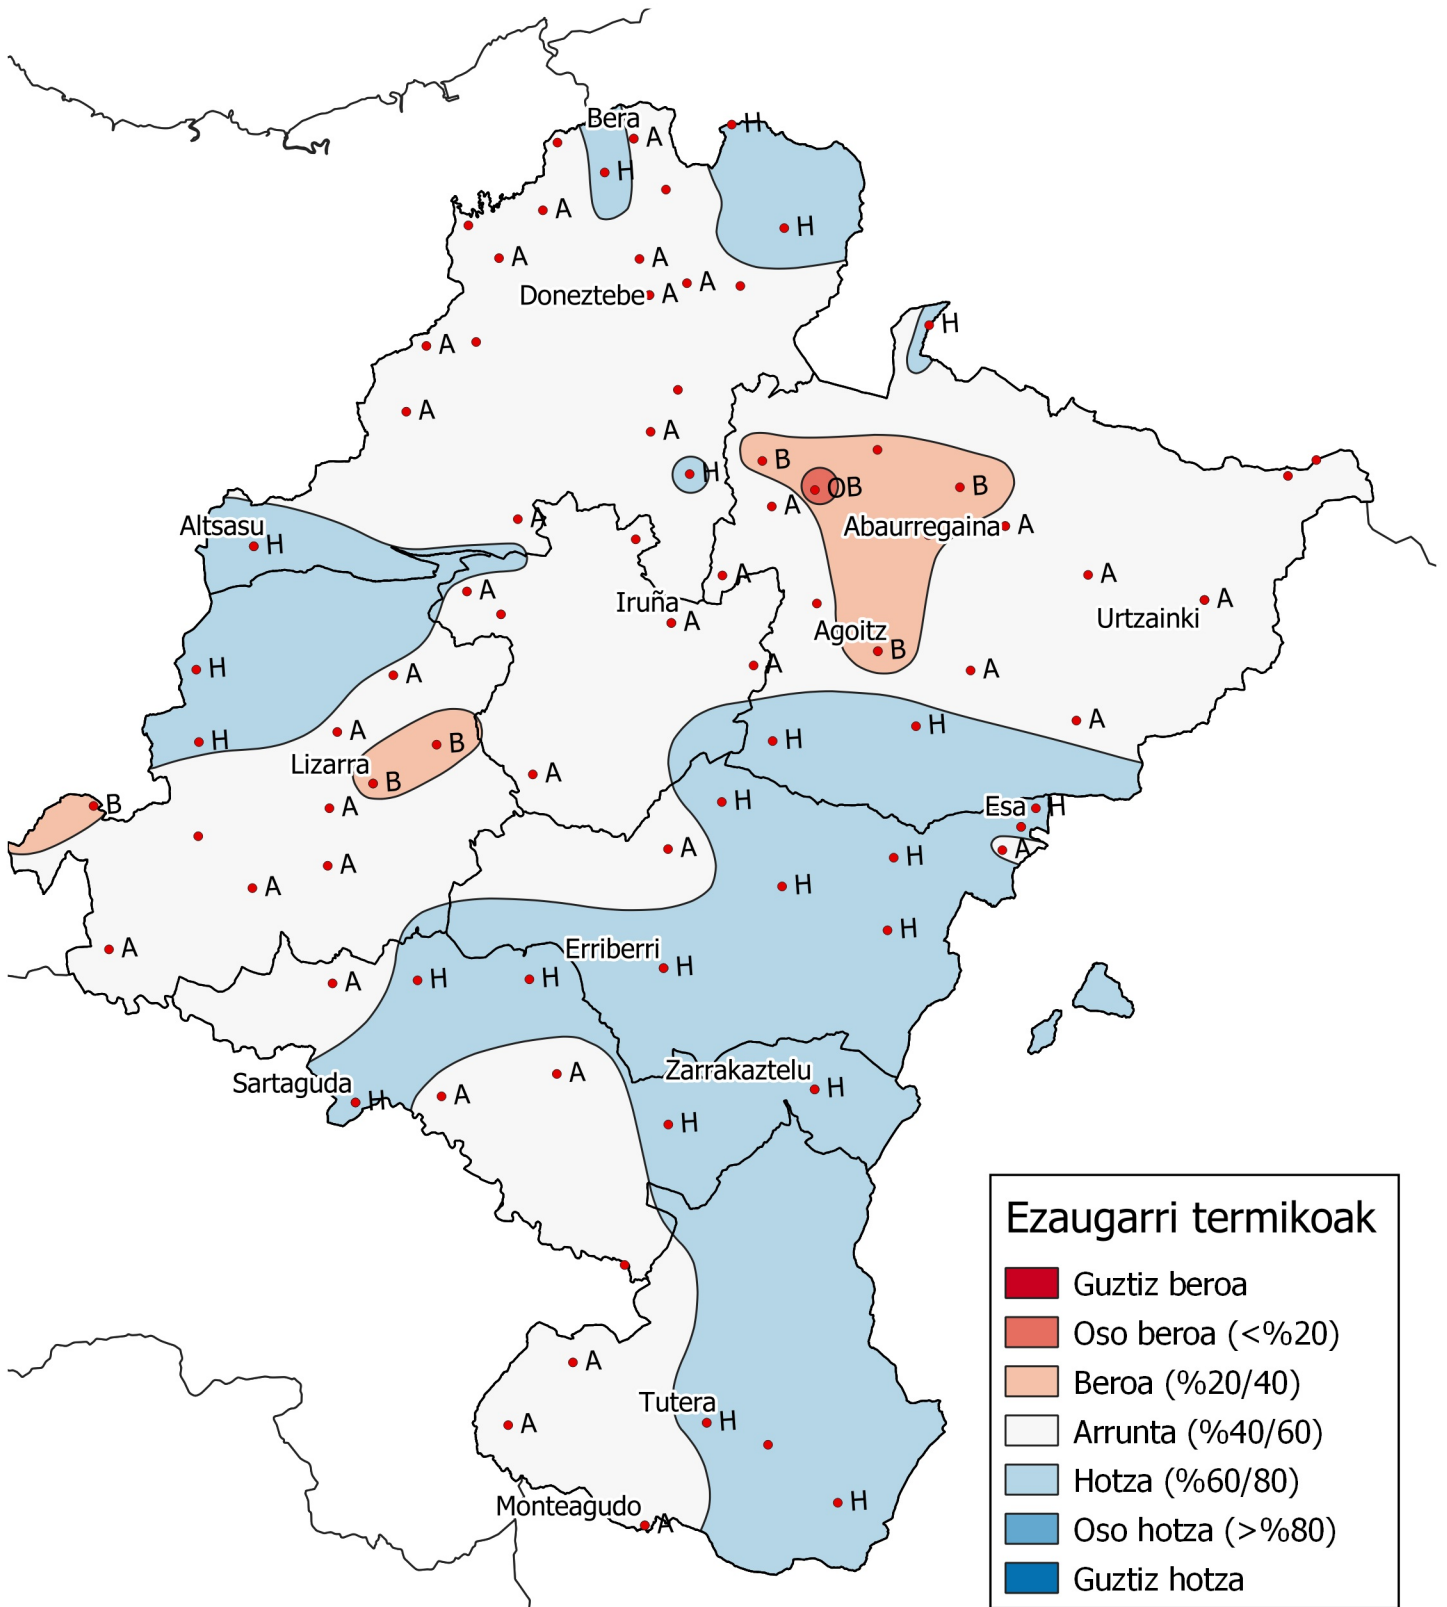 Bera
A
H
H
A
H
A
A
A
Doneztebe
A
A
H
A
A
A
H
B
OB
B
A
Abaurregaina
A
Altsasu
H
A
A
A
Iruña
A
A
A
Urtzainki
Agoitz
B
A
A
H
A
H
A
Lizarra
B
B
A
H
H
A
B
A
H
Esa
H
A
A
H
A
A
H
H
A
Erriberri
H
H
H
A
H
Sartaguda
H
A
A
Zarrakaztelu
H
H
A
A
Tutera
H
H
Monteagudo
A
Ezaugarri termikoak
Guztiz beroa
Oso beroa (<%20)
Beroa (%20/40)
Arrunta (%40/60)
Hotza (%60/80)
Oso hotza (>%80)
Guztiz hotza